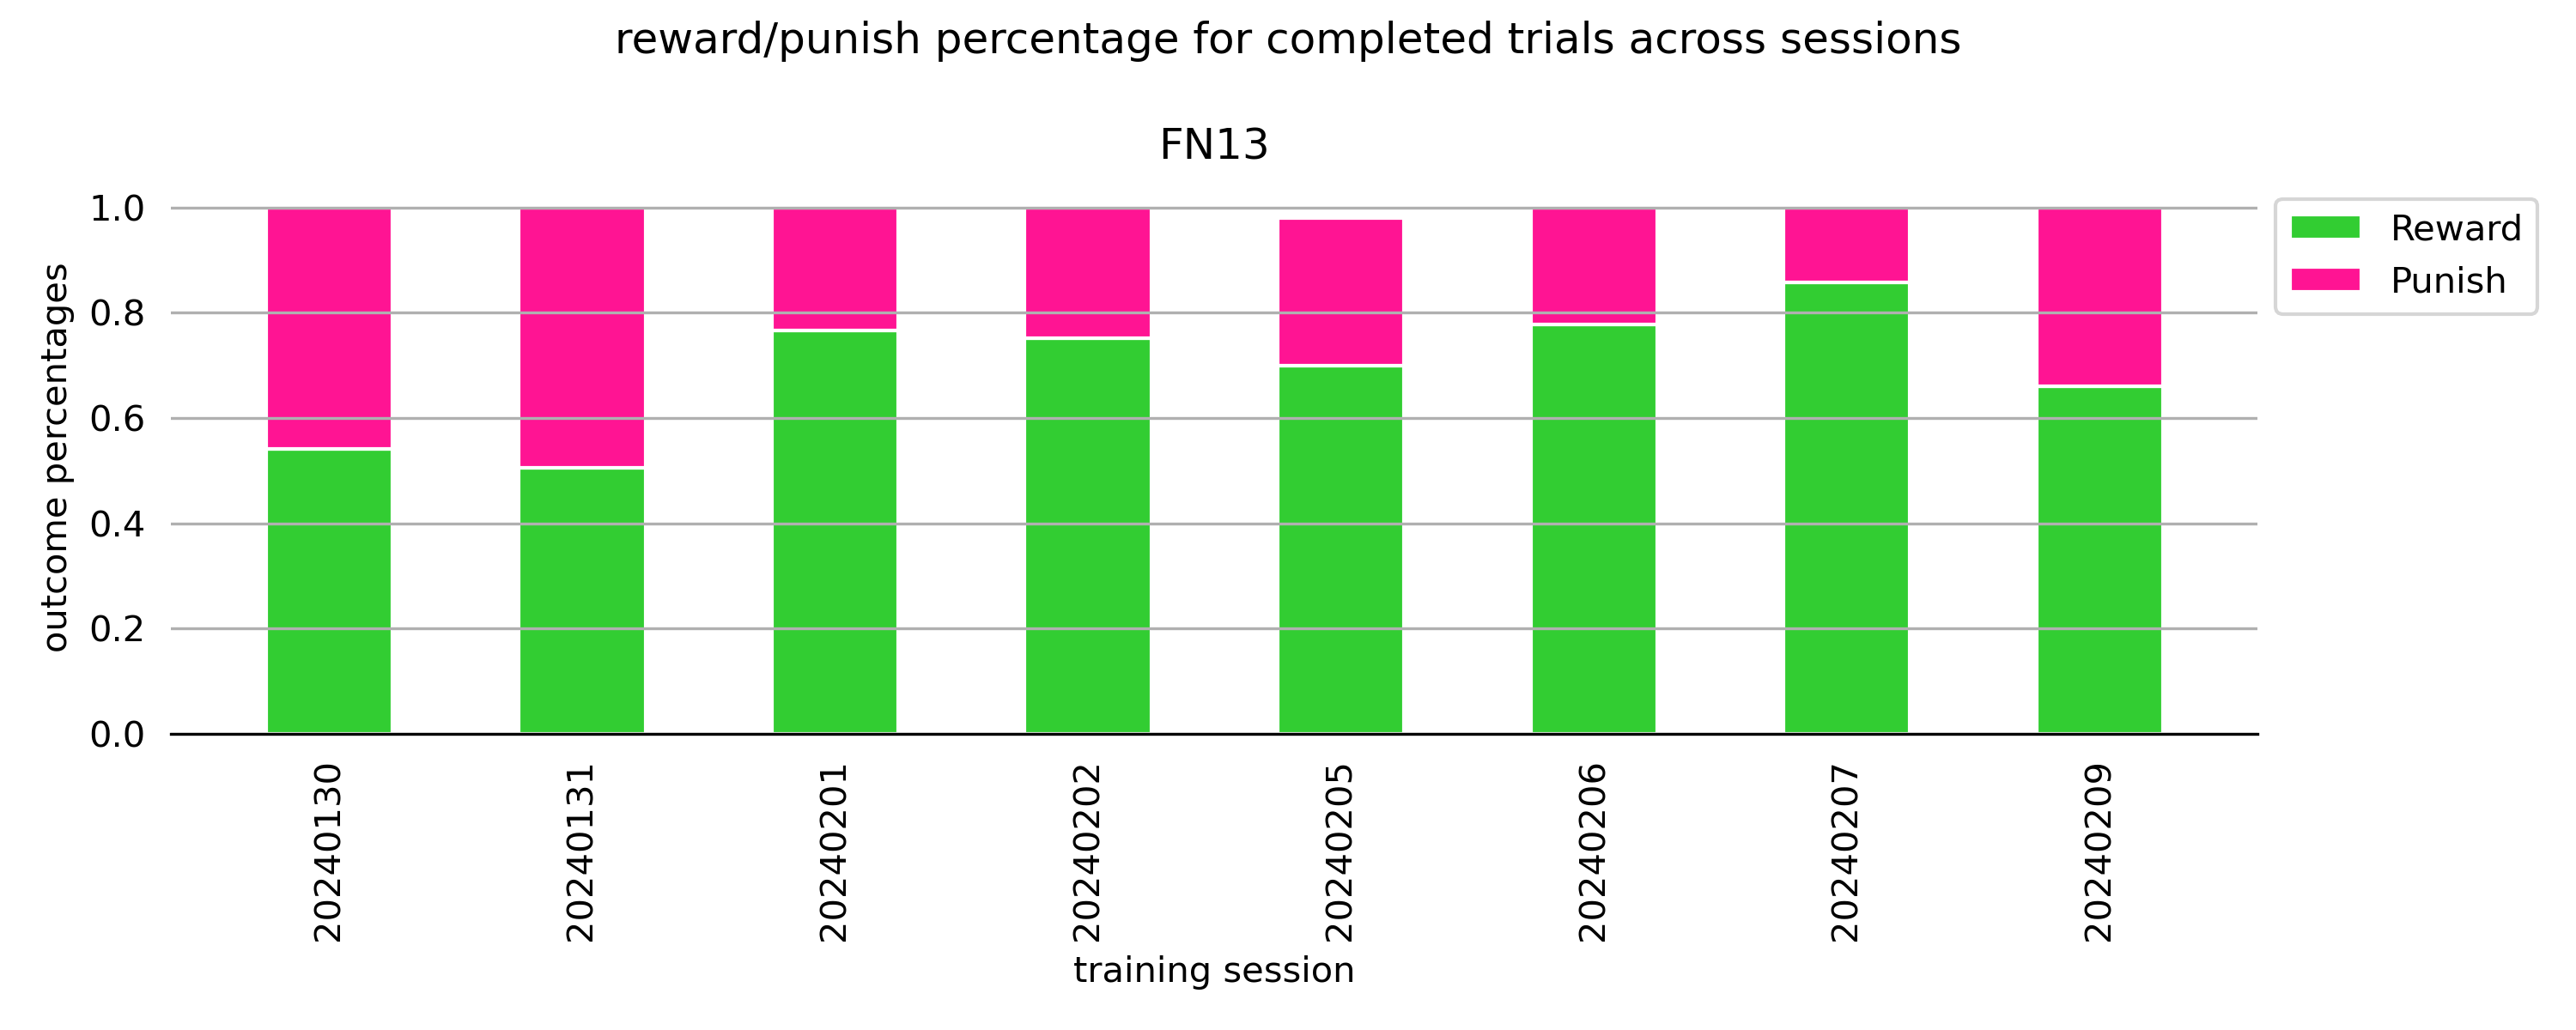 reward/punish percentage for completed trials across sessions
FN13
1.0
0.8
0.6
0.4
0.2
0.0
outcome percentages
Reward
Punish
20240130
20240131
20240201
20240202
20240205
20240206
20240207
20240209
training session